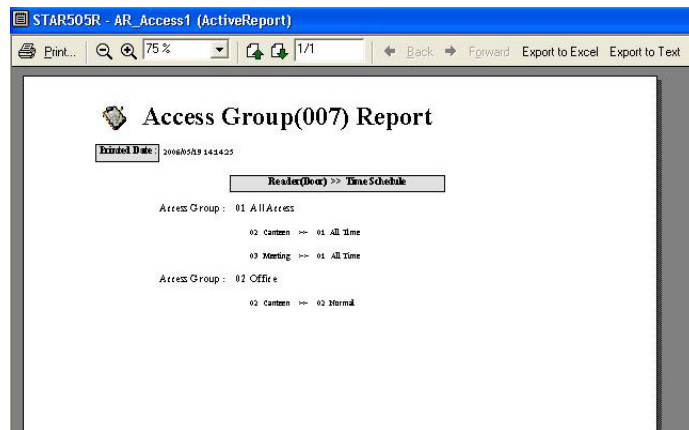 STAR505R - AR_Access1 (ActiveReport)
Print... 75 % 1/1 Back Forward Export to Excel Export to Text
Access Group(007) Report
Printed Date : 2006/05/19 14:14:25
Reader(Door) >> Time Schedule
Access Group : 01 All Access
02 Canteen >> 01 All Time
03 Meeting >> 01 All Time
Access Group : 02 Office
02 Canteen >> 02 Normal